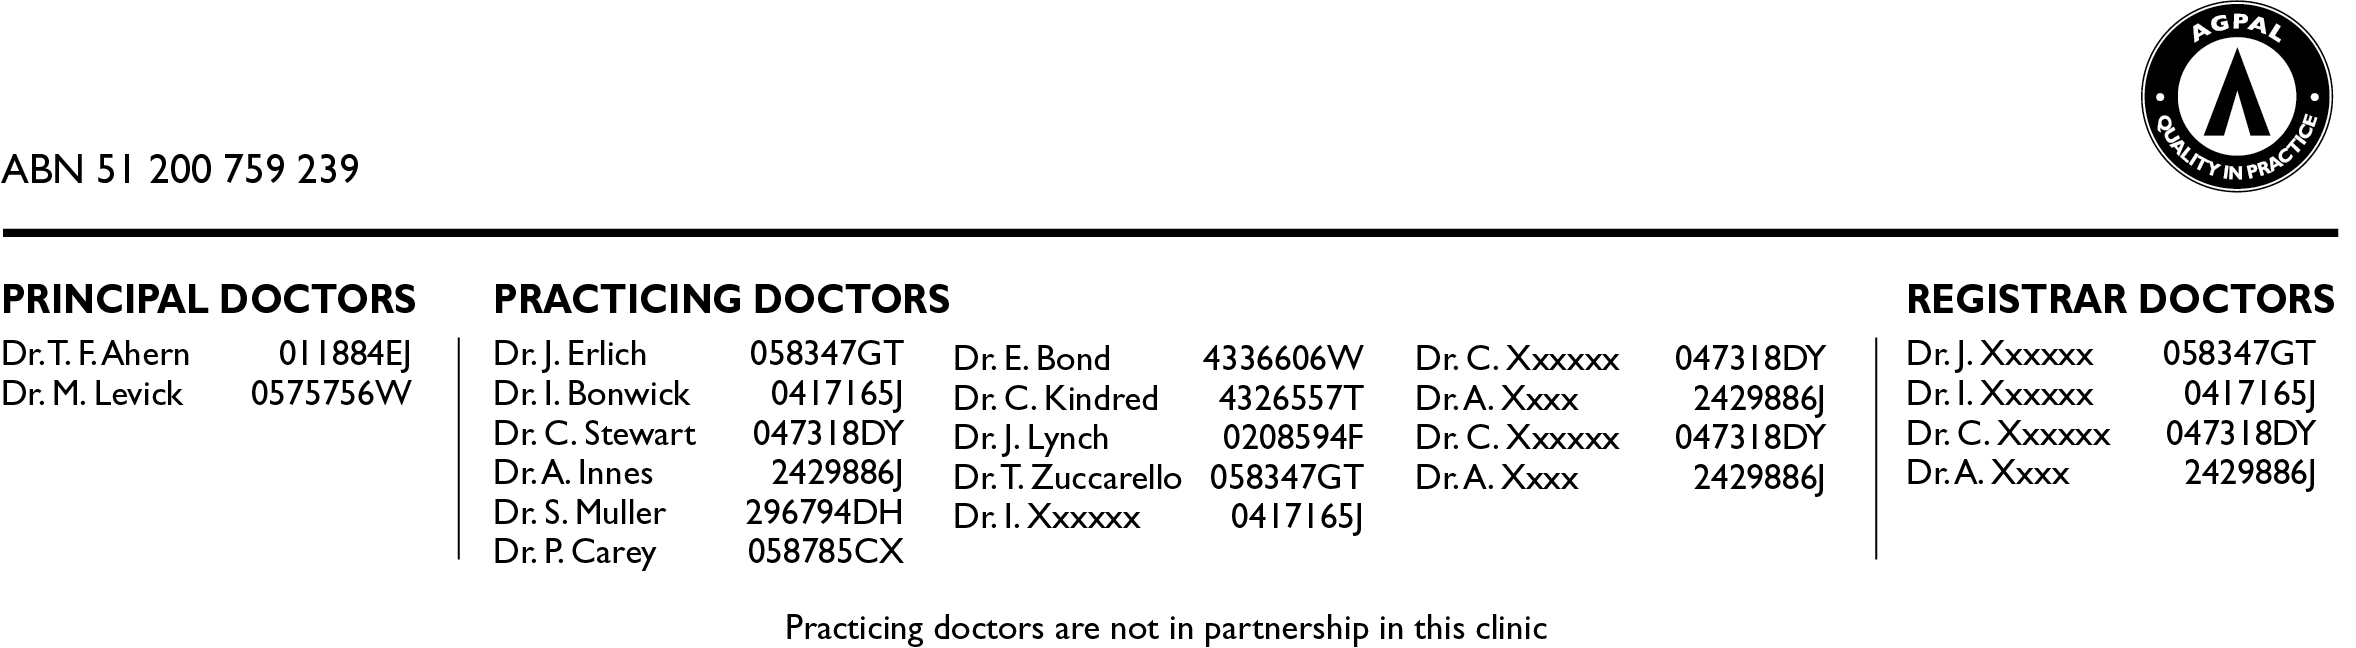 AGPAL
QUALITY IN PRACTICE
ABN 51 200 759 239
PRINCIPAL DOCTORS
Dr. T. F. Ahern 011884EJ
Dr. M. Levick 0575756W
PRACTICING DOCTORS
Dr. J. Erlich 058347GT
Dr. I. Bonwick 0417165J
Dr. C. Stewart 047318DY
Dr. A. Innes 2429886J
Dr. S. Muller 296794DH
Dr. P. Carey 058785CX
Dr. E. Bond 4336606W
Dr. C. Kindred 4326557T
Dr. J. Lynch 0208594F
Dr. T. Zuccarello 058347GT
Dr. I. Xxxxxx 0417165J
Dr. C. Xxxxxx 047318DY
Dr. A. Xxxx 2429886J
Dr. C. Xxxxxx 047318DY
Dr. A. Xxxx 2429886J
REGISTRAR DOCTORS
Dr. J. Xxxxxx 058347GT
Dr. I. Xxxxxx 0417165J
Dr. C. Xxxxxx 047318DY
Dr. A. Xxxx 2429886J
Practicing doctors are not in partnership in this clinic